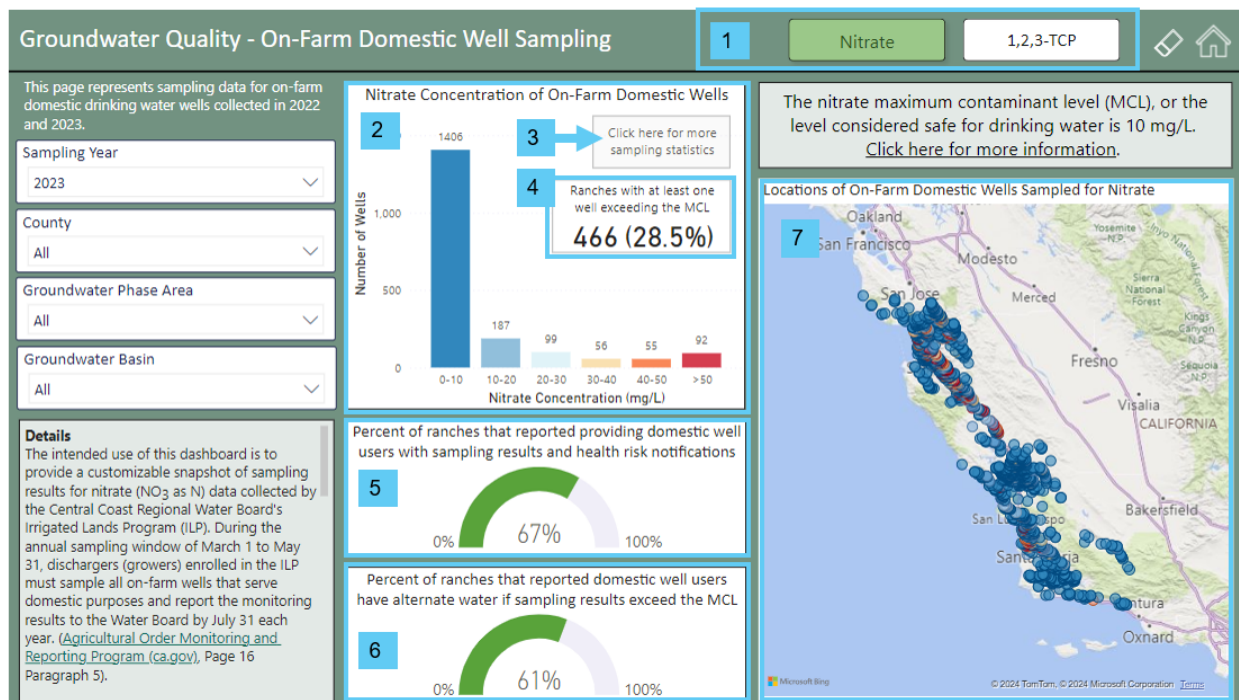 Groundwater Quality - On-Farm Domestic Well Sampling
1
Nitrate
1,2,3-TCP
This page represents sampling data for on-farm
domestic drinking water wells collected in 2022
and 2023.
Sampling Year
2023
County
All
Groundwater Phase Area
All
Groundwater Basin
All
Details
The intended use of this dashboard is to
provide a customizable snapshot of sampling
results for nitrate (NO3 as N) data collected by
the Central Coast Regional Water Board's
Irrigated Lands Program (ILP). During the
annual sampling window of March 1 to May
31, dischargers (growers) enrolled in the ILP
must sample all on-farm wells that serve
domestic purposes and report the monitoring
results to the Water Board by July 31 each
year. (Agricultural Order Monitoring and
Reporting Program (ca.gov), Page 16
Paragraph 5).
Nitrate Concentration of On-Farm Domestic Wells
2
3
Click here for more
sampling statistics
4
Ranches with at least one
well exceeding the MCL
466 (28.5%)
Number of Wells
1,000
500
0
1406
187
99
56
55
92
0-10
10-20
20-30
30-40
40-50
>50
Nitrate Concentration (mg/L)
Percent of ranches that reported providing domestic well
users with sampling results and health risk notifications
5
0%
67%
100%
Percent of ranches that reported domestic well users
have alternate water if sampling results exceed the MCL
6
0%
61%
100%
The nitrate maximum contaminant level (MCL), or the
level considered safe for drinking water is 10 mg/L.
Click here for more information.
Locations of On-Farm Domestic Wells Sampled for Nitrate
7
Oakland
San Francisco
Modesto
San Jose
Merced
Yosemite
N.P.
Inyo National
Forest
Sierra
National
Forest
Kings
Canyon
N.P.
Sequoia
N.P.
Fresno
Visalia
CALIFORNIA
Bakersfield
Oxnard
Microsoft Bing
© 2024 TomTom, © 2024 Microsoft Corporation Terms